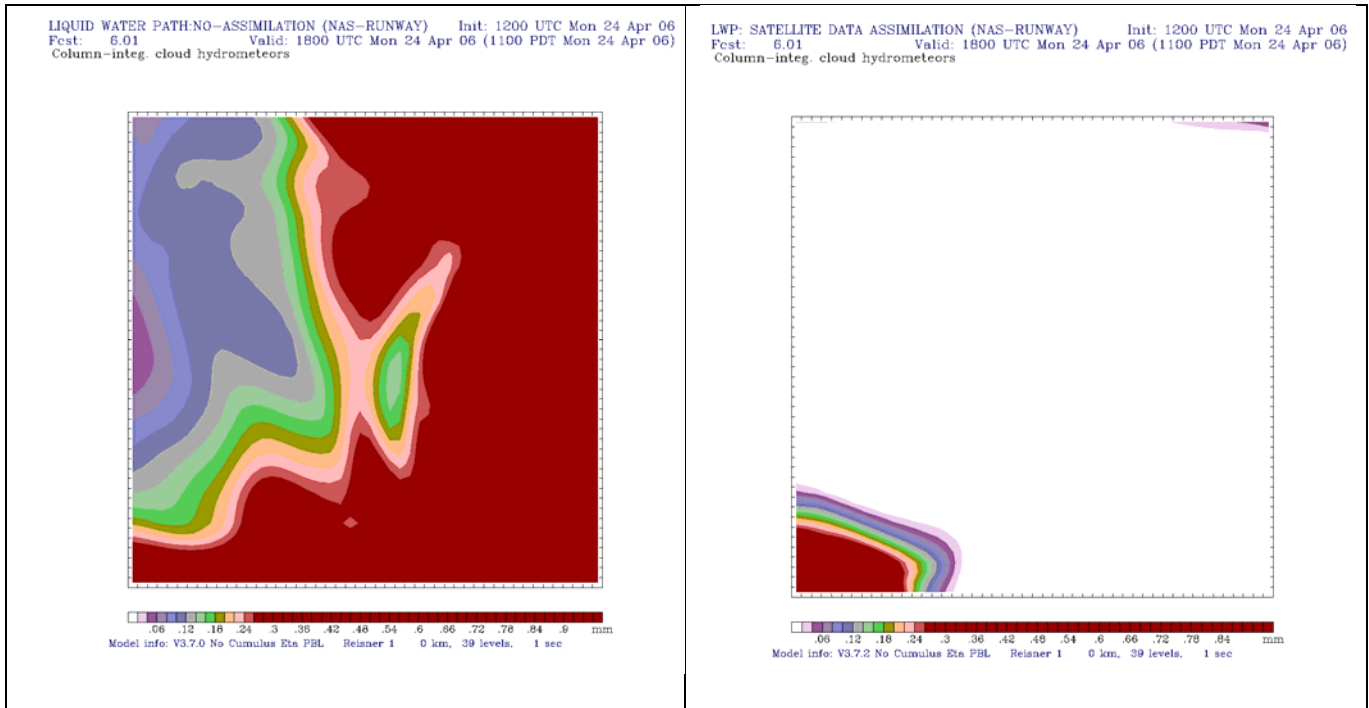 LIQUID WATER PATH:NO-ASSIMILATION (NAS-RUNWAY) Init: 1200 UTC Mon 24 Apr 06
Fcst: 6.01 Valid: 1800 UTC Mon 24 Apr 06 (1100 PDT Mon 24 Apr 06)
Column-integ. cloud hydrometeors
.06 .12 .18 .24 .3 .36 .42 .48 .54 .6 .66 .72 .78 .84 .9 mm
Model info: V3.7.0 No Cumulus Eta PBL Reisner 1 0 km, 39 levels, 1 sec
LWP: SATELLITE DATA ASSIMILATION (NAS-RUNWAY) Init: 1200 UTC Mon 24 Apr 06
Fcst: 6.01 Valid: 1800 UTC Mon 24 Apr 06 (1100 PDT Mon 24 Apr 06)
Column-integ. cloud hydrometeors
.06 .12 .18 .24 .3 .36 .42 .48 .54 .6 .66 .72 .78 .84 mm
Model info: V3.7.2 No Cumulus Eta PBL Reisner 1 0 km, 39 levels, 1 sec